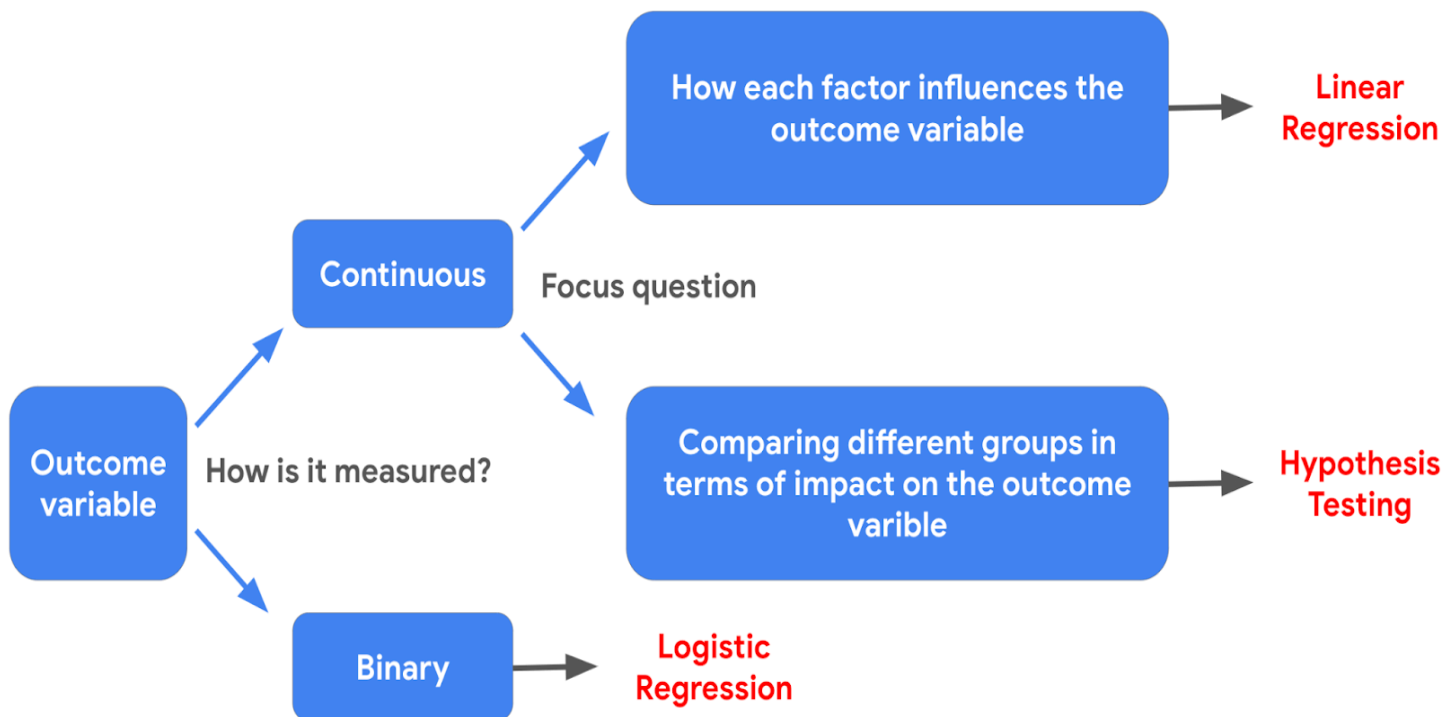 How each factor influences the
outcome variable
Linear
Regression
Continuous
Focus question
Outcome
variable
How is it measured?
Comparing different groups in
terms of impact on the outcome
varible
Hypothesis
Testing
Binary
Logistic
Regression